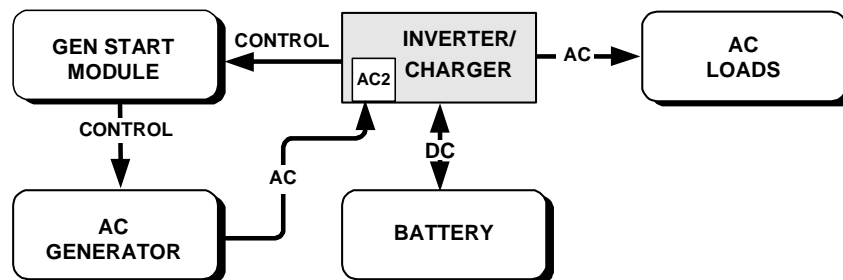 GEN START
MODULE
CONTROL
INVERTER/
CHARGER
AC2
AC
AC
LOADS
CONTROL
AC
DC
AC
GENERATOR
BATTERY